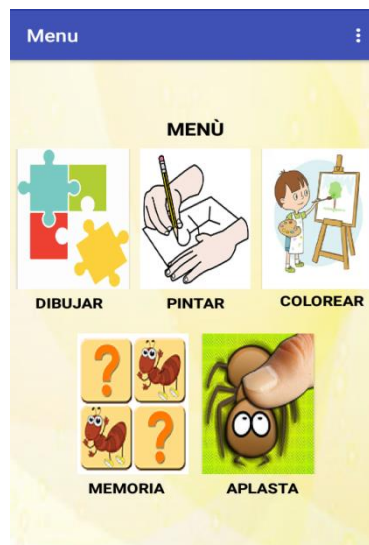 Menu
MENÙ
DIBUJAR PINTAR COLOREAR
? 
?
MEMORIA APLASTA